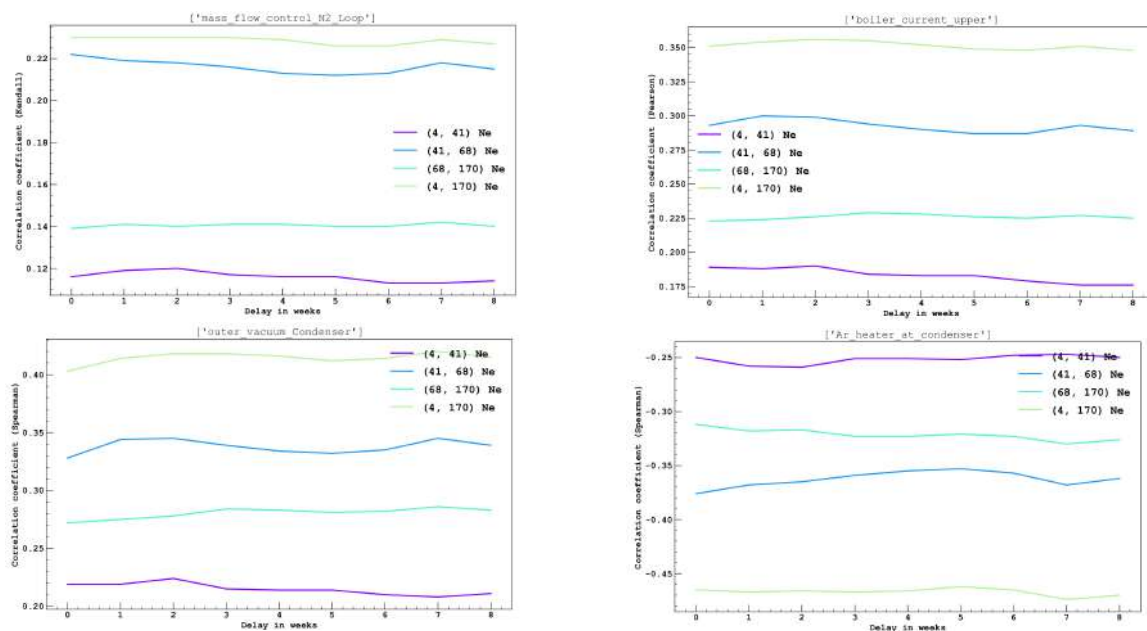 ['mass_flow_control_N2_Loop']
Correlation coefficient (Kendall)
0.22
0.20
0.18
0.16
0.14
0.12
(4, 41) Ne
(41, 68) Ne
(68, 170) Ne
(4, 170) Ne
0 1 2 3 4 5 6 7 8
Delay in weeks
['boiler_current_upper']
Correlation coefficient (Pearson)
0.350
0.325
0.300
0.275
0.250
0.225
0.200
0.175
(4, 41) Ne
(41, 68) Ne
(68, 170) Ne
(4, 170) Ne
0 1 2 3 4 5 6 7 8
Delay in weeks
['outer_vacuum_Condenser']
Correlation coefficient (Spearman)
0.40
0.35
0.30
0.25
0.20
(4, 41) Ne
(41, 68) Ne
(68, 170) Ne
(4, 170) Ne
0 1 2 3 4 5 6 7 8
Delay in weeks
['Ar_heater_at_condenser']
Correlation coefficient (Spearman)
-0.25
-0.30
-0.35
-0.40
-0.45
(4, 41) Ne
(41, 68) Ne
(68, 170) Ne
(4, 170) Ne
0 1 2 3 4 5 6 7 8
Delay in weeks